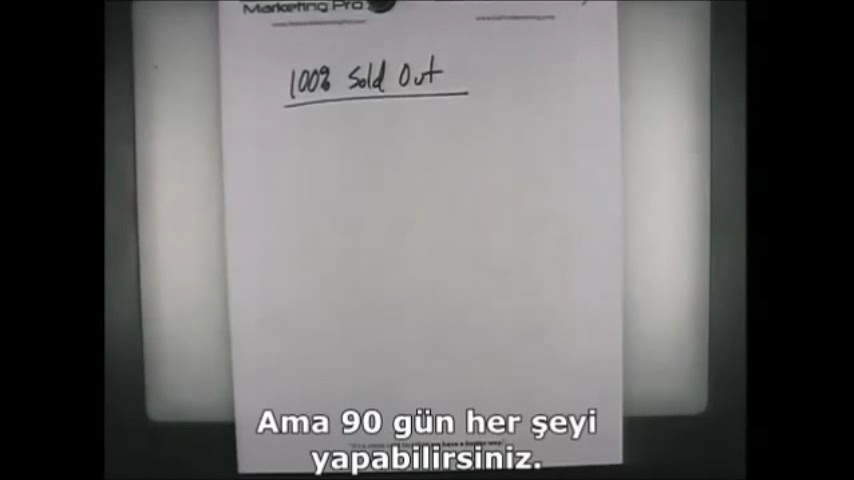 Marketing Pro
100% Sold Out
Ama 90 gün her şeyi
yapabilirsiniz.